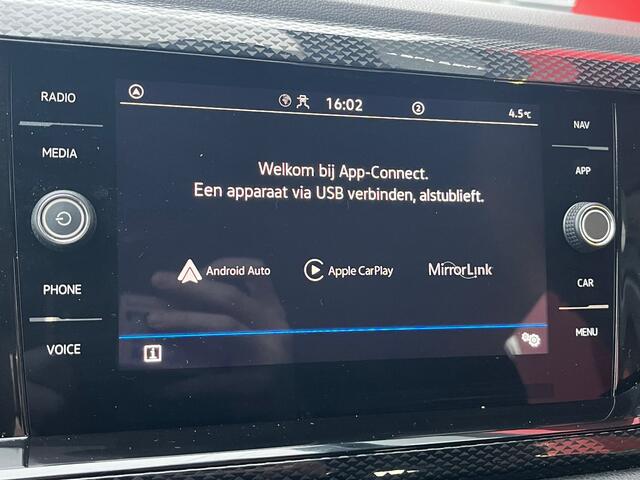 RADIO
MEDIA
PHONE
VOICE
16:02
2
4.5°C
Welkom bij App-Connect.
Een apparaat via USB verbinden, alstublieft.
Android Auto
Apple CarPlay
MirrorLink
NAV
APP
CAR
MENU